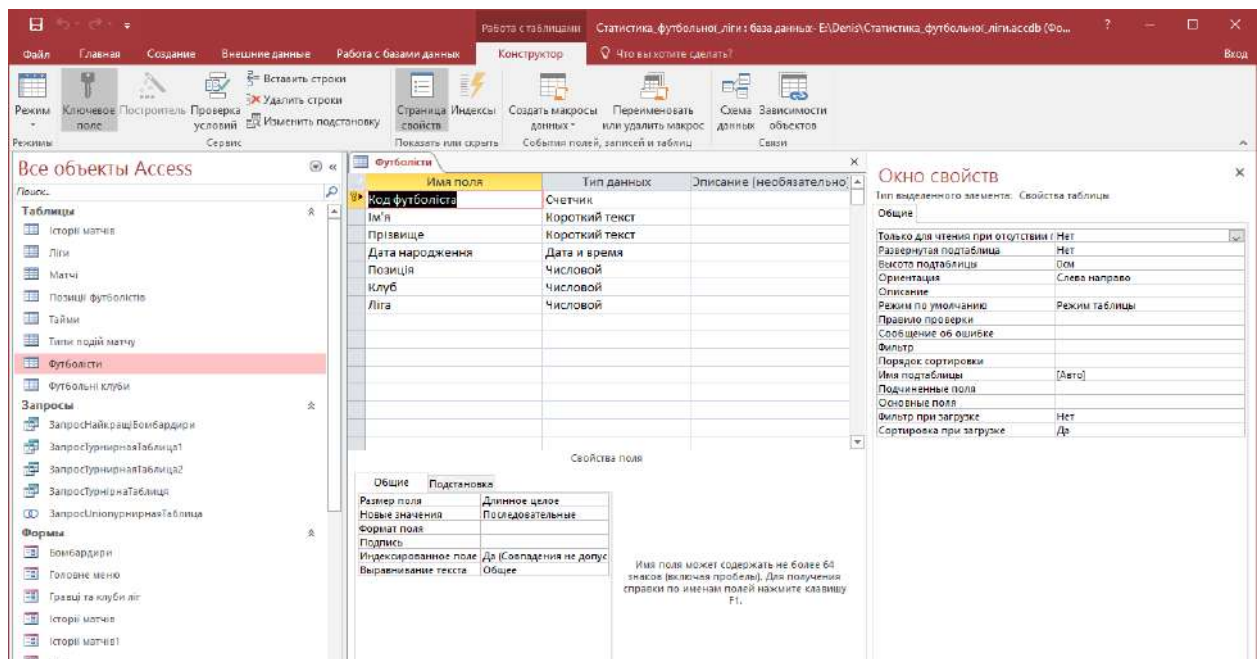 Работа с таблицами
Статистика_футбольної_ліги : база данных- E:\Denis\Статистика_футбольної_ліги.accdb (Фо...
?
Файл
Главная
Создание
Внешние данные
Работа с базами данных
Конструктор
Что вы хотите сделать?
Вход
Режим
Ключевое поле
Построитель
Проверка условий
Вставить строки
Удалить строки
Изменить подстановку
Страница свойств
Индексы
Создать макросы данных
Переименовать или удалить макрос
Схема данных
Зависимости объектов
Режимы
Сервис
Показать или скрыть
События полей, записей и таблиц
Связи
Все объекты Access
Поиск..
Таблицы
Історії матчів
Ліги
Матчі
Позиції футболістів
Тайми
Типи подій матчу
Футболісти
Футбольні клуби
Запросы
ЗапросНайкращіБомбардири
ЗапросТурнирнаяТаблица1
ЗапросТурнирнаяТаблица2
ЗапросТурнірнаТаблиця
Формы
Бомбардири
Головне меню
Гравці та клуби ліг
Історії матчів
Історії матчів1
Футболісти
Имя поля Тип данных Описание (необязательно)
Код футболіста Счетчик
Ім'я Короткий текст
Прізвище Короткий текст
Дата народження Дата и время
Позиція Числовой
Клуб Числовой
Ліга Числовой
Свойства поля
Общие Подстановка
Размер поля Длинное целое
Новые значения Последовательные
Формат поля
Подпись
Индексированное поле Да (Совпадения не допус
Выравнивание текста Общее
Имя поля может содержать не более 64
знаков (включая пробелы). Для получения
справки по именам полей нажмите клавишу
F1.
Окно свойств
Тип выделенного элемента: Свойства таблицы
Общие
Только для чтения при отсутствии Нет
Развернутая подтаблица Нет
Высота подтаблицы 0см
Ориентация Слева направо
Описание
Режим по умолчанию Режим таблицы
Правило проверки
Сообщение об ошибке
Фильтр
Порядок сортировки
Имя подтаблицы [Авто]
Подчиненные поля
Основные поля
Фильтр при загрузке Нет
Сортировка при загрузке Да